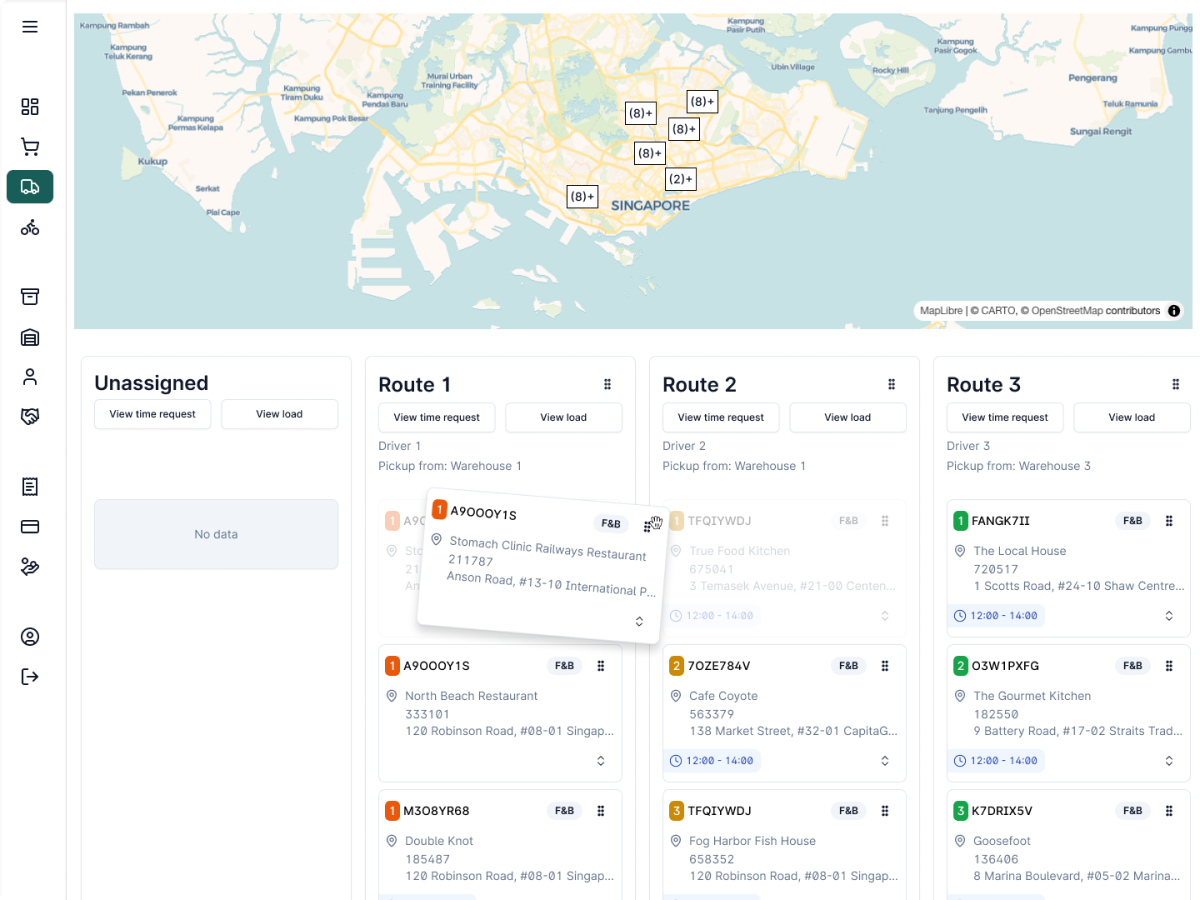 Kampung Rambah
Kampung Teluk Kerang
Pekan Penerok
Kampung Permas Kelapa
Kukup
Serkat
Piai Cape
Kampung Tiram Duku
Kampung Pok Besar
Kampung Pendas Baru
Murai Urban Training Facility
Kampung Pasir Putih
Ubin Village
Rocky Hill
Kampung Pasir Gogok
Kampung Pungg
Kampung Gambu
Pengerang
Teluk Ramunia
Tanjung Pengelih
Sungai Rengit
(8)+
(8)+
(8)+
(8)+
(2)+
(8)+
SINGAPORE
MapLibre | © CARTO, © OpenStreetMap contributors
Unassigned
View time request View load
No data
Route 1
View time request View load
Driver 1
Pickup from: Warehouse 1
1 A9O
Sto
21
An
1 A9OOOY1S F&B
Stomach Clinic Railways Restaurant
211787
Anson Road, #13-10 International P...
1 A9OOOY1S F&B
North Beach Restaurant
333101
120 Robinson Road, #08-01 Singap...
1 M3O8YR68 F&B
Double Knot
185487
120 Robinson Road, #08-01 Singap...
Route 2
View time request View load
Driver 2
Pickup from: Warehouse 1
1 TFQIYWDJ F&B
True Food Kitchen
675041
3 Temasek Avenue, #21-00 Centen...
12:00 - 14:00
2 7OZE784V F&B
Cafe Coyote
563379
138 Market Street, #32-01 CapitaG...
12:00 - 14:00
3 TFQIYWDJ F&B
Fog Harbor Fish House
658352
120 Robinson Road, #08-01 Singap...
Route 3
View time request View load
Driver 3
Pickup from: Warehouse 3
1 FANGK7II F&B
The Local House
720517
1 Scotts Road, #24-10 Shaw Centre...
12:00 - 14:00
2 O3W1PXFG F&B
The Gourmet Kitchen
182550
9 Battery Road, #17-02 Straits Trad...
12:00 - 14:00
3 K7DRIX5V F&B
Goosefoot
136406
8 Marina Boulevard, #05-02 Marina...